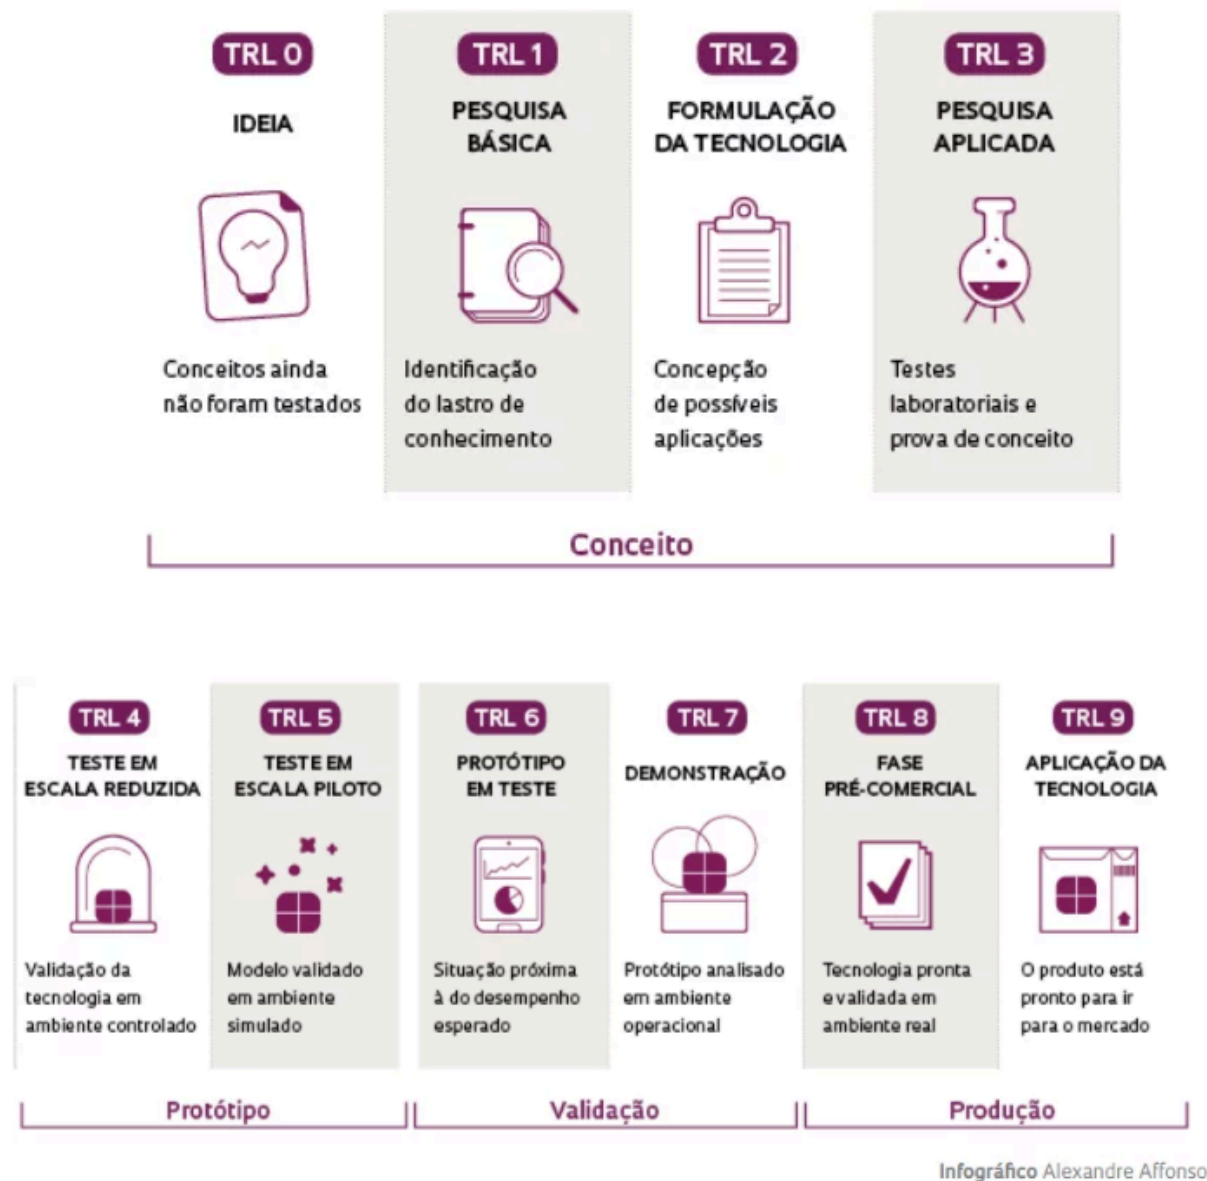 TRL 0
IDEIA
Conceitos ainda
não foram testados
TRL 1
PESQUISA
BÁSICA
Identificação
do lastro de
conhecimento
TRL 2
FORMULAÇÃO
DA TECNOLOGIA
Concepção
de possíveis
aplicações
TRL 3
PESQUISA
APLICADA
Testes
laboratoriais e
prova de conceito
Conceito
TRL 4
TESTE EM
ESCALA REDUZIDA
Validação da
tecnologia em
ambiente controlado
TRL 5
TESTE EM
ESCALA PILOTO
Modelo validado
em ambiente
simulado
Protótipo
TRL 6
PROTÓTIPO
EM TESTE
Situação próxima
à do desempenho
esperado
TRL 7
DEMONSTRAÇÃO
Protótipo analisado
em ambiente
operacional
Validação
TRL 8
FASE
PRÉ-COMERCIAL
Tecnologia pronta
e validada em
ambiente real
TRL 9
APLICAÇÃO DA
TECNOLOGIA
O produto está
pronto para ir
para o mercado
Produção
Infográfico Alexandre Affonso